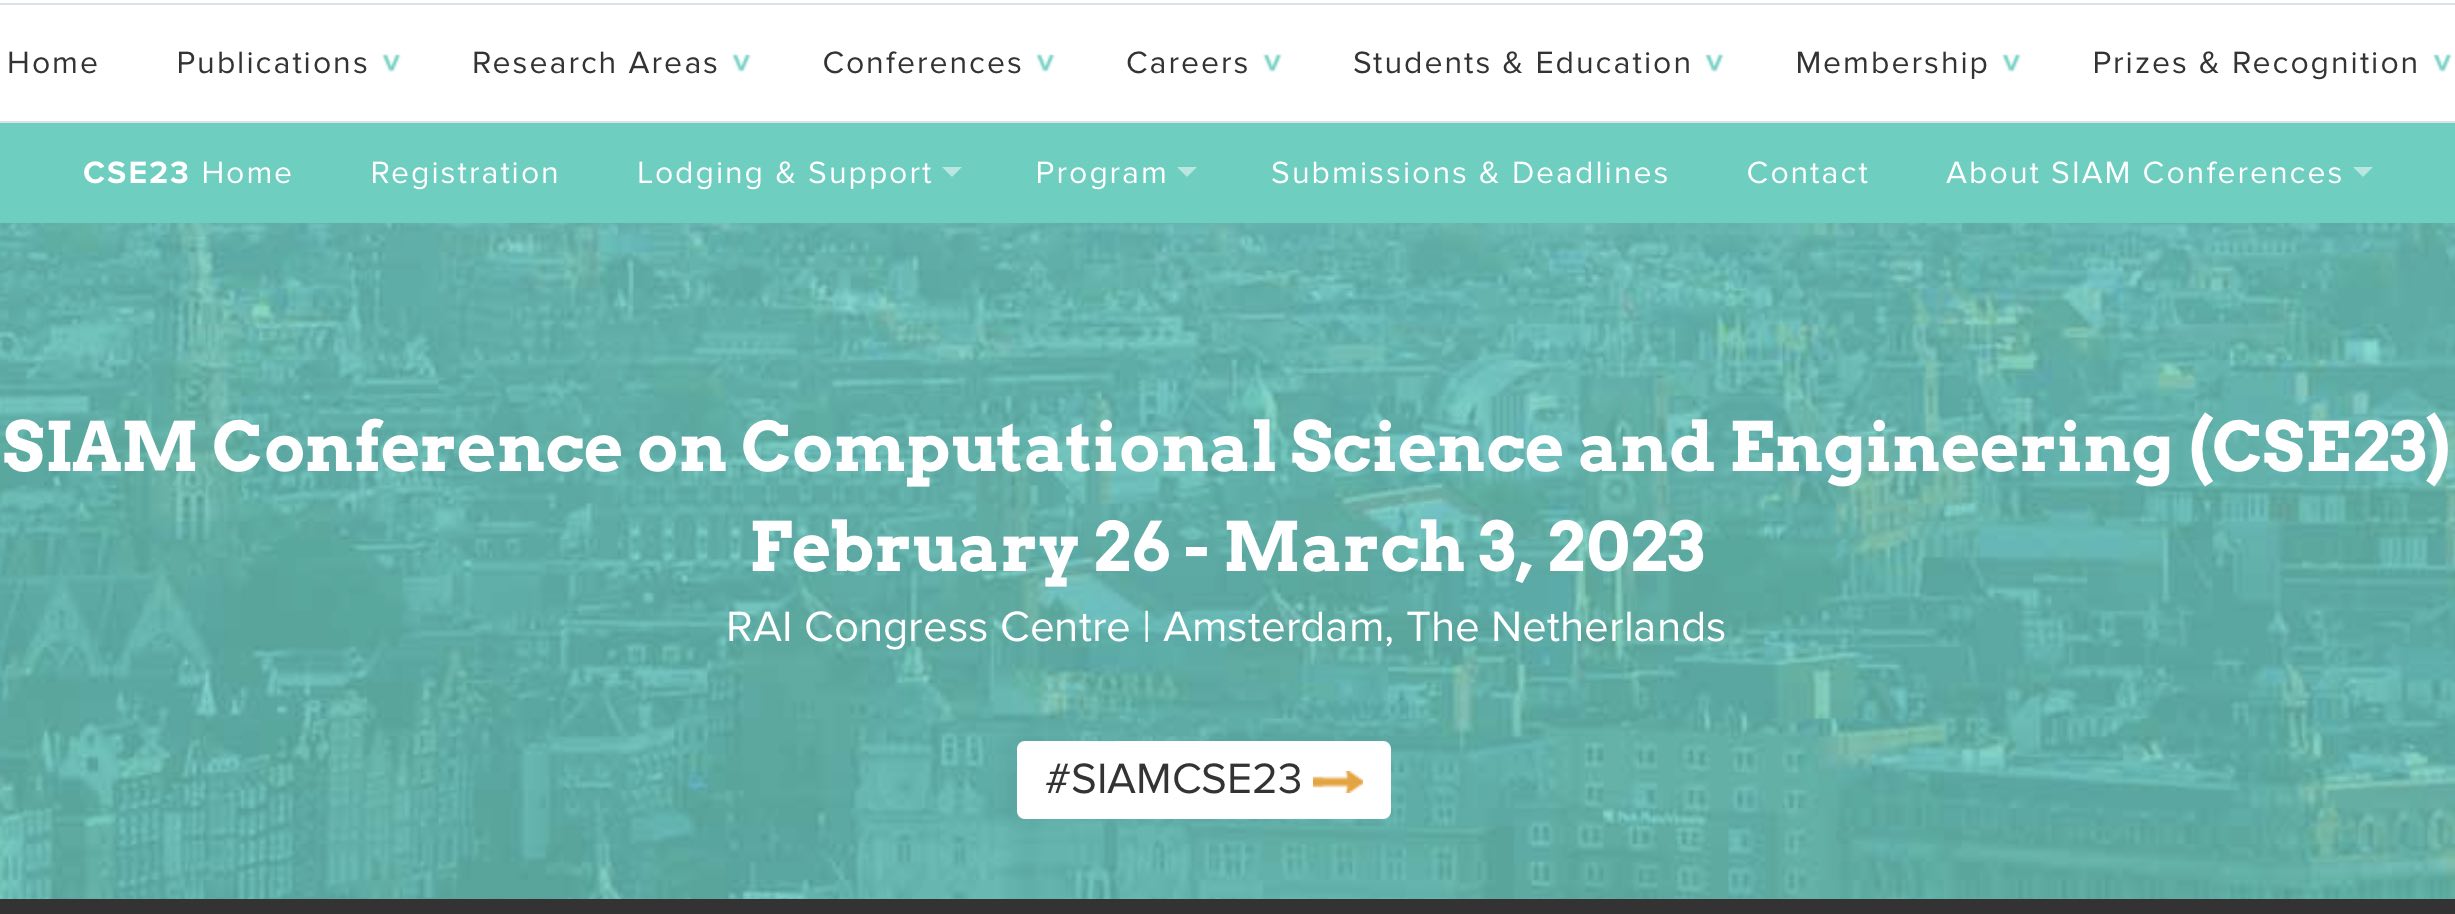 Home Publications v Research Areas v Conferences v Careers v Students & Education v Membership v Prizes & Recognition v
CSE23 Home Registration Lodging & Support Program Submissions & Deadlines Contact About SIAM Conferences
SIAM Conference on Computational Science and Engineering (CSE23)
February 26 - March 3, 2023
RAI Congress Centre | Amsterdam, The Netherlands
VICTORIA
#SIAMCSE23